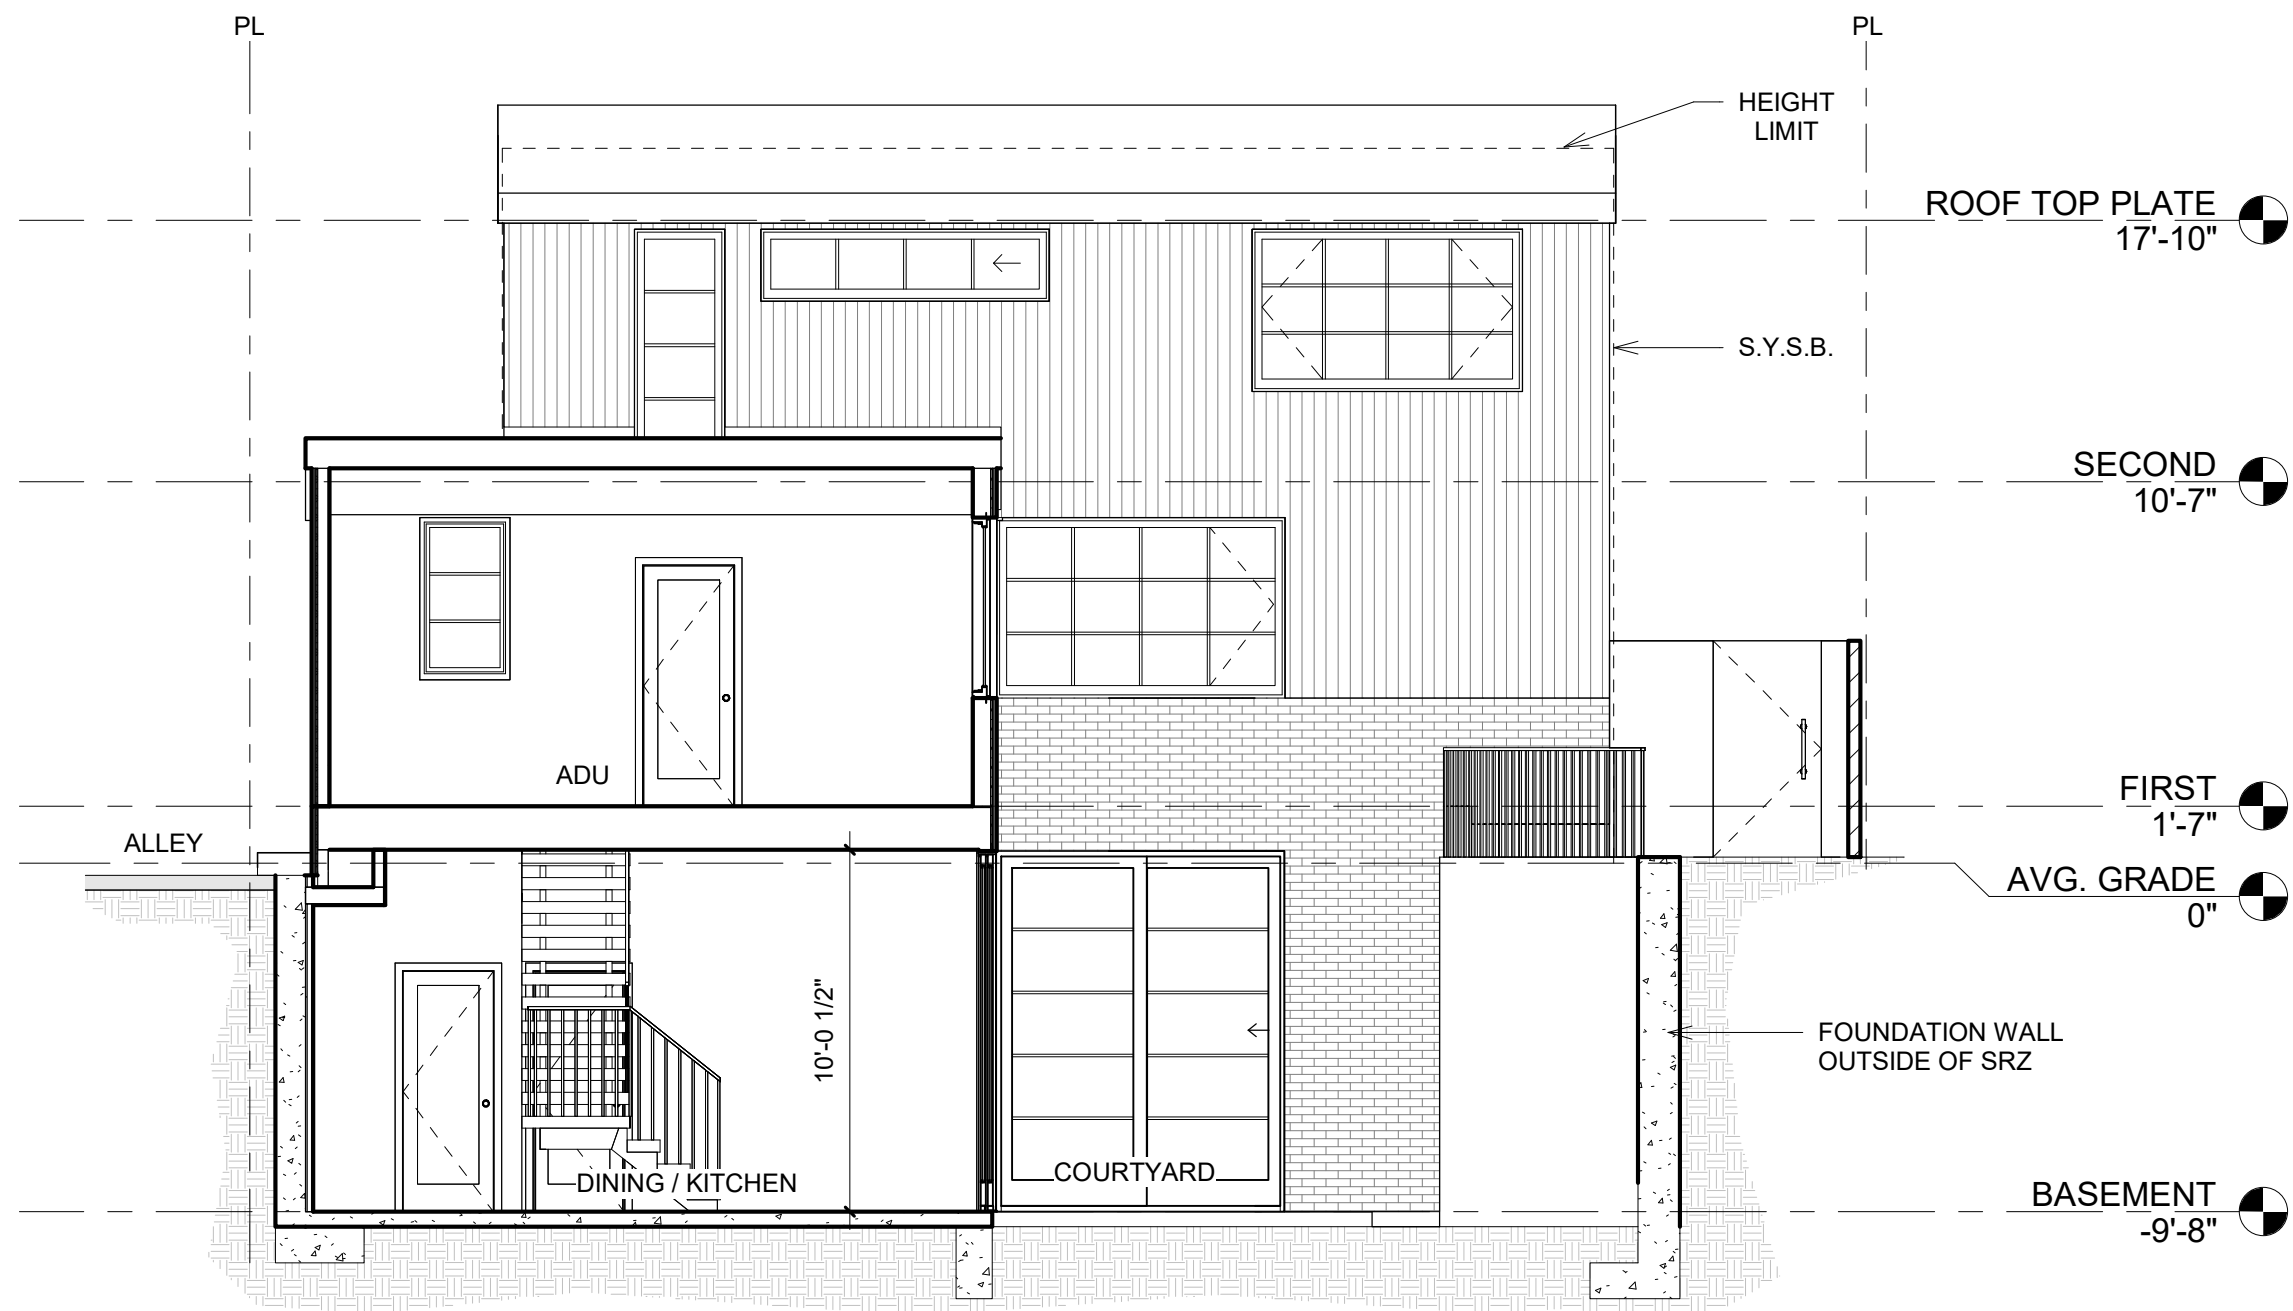 PL
PL
HEIGHT
LIMIT
ROOF TOP PLATE
17'-10"
S.Y.S.B.
SECOND
10'-7"
ADU
FIRST
1'-7"
ALLEY
AVG. GRADE
0"
10'-0 1/2"
FOUNDATION WALL
OUTSIDE OF SRZ
DINING / KITCHEN
COURTYARD
BASEMENT
-9'-8"